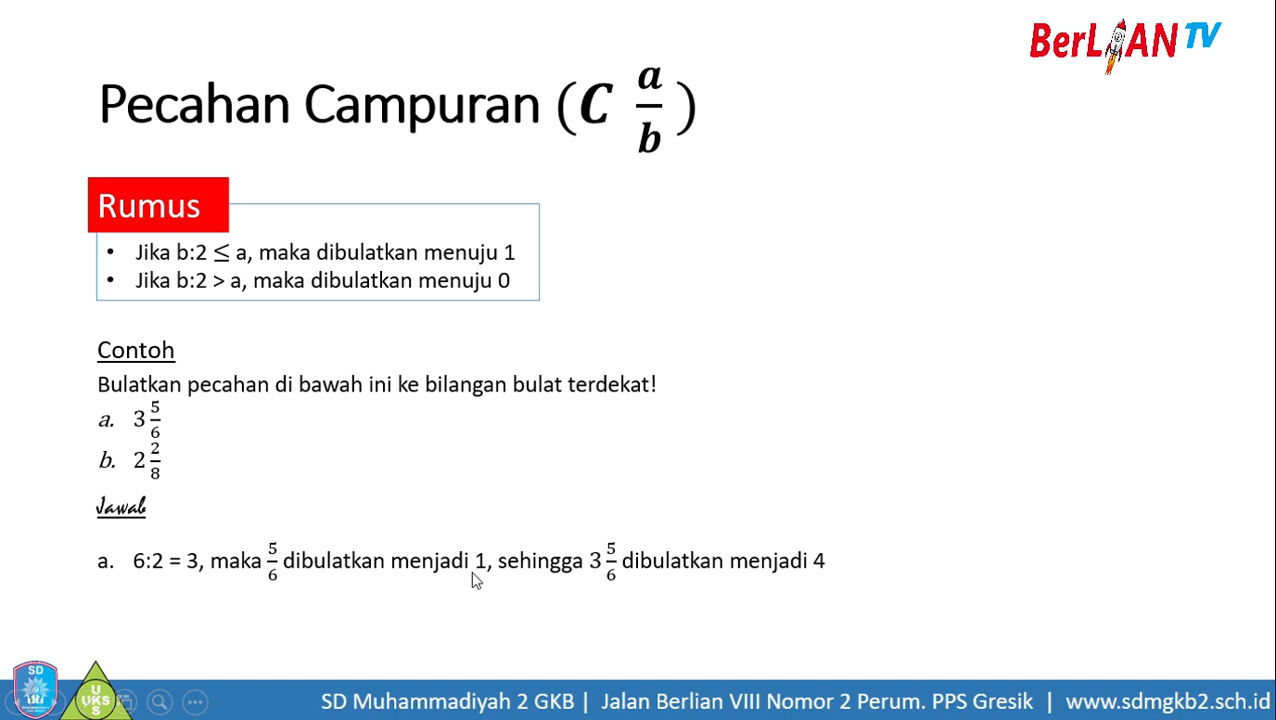 BerLIAN TV
Pecahan Campuran (C a/b)
Rumus
• Jika b:2 ≤ a, maka dibulatkan menuju 1
• Jika b:2 > a, maka dibulatkan menuju 0
Contoh
Bulatkan pecahan di bawah ini ke bilangan bulat terdekat!
a. 3 5/6
b. 2 2/8
Jawab
a. 6:2 = 3, maka 5/6 dibulatkan menjadi 1, sehingga 3 5/6 dibulatkan menjadi 4
SD
UKS
S
SD Muhammadiyah 2 GKB | Jalan Berlian VIII Nomor 2 Perum. PPS Gresik | www.sdmgkb2.sch.id